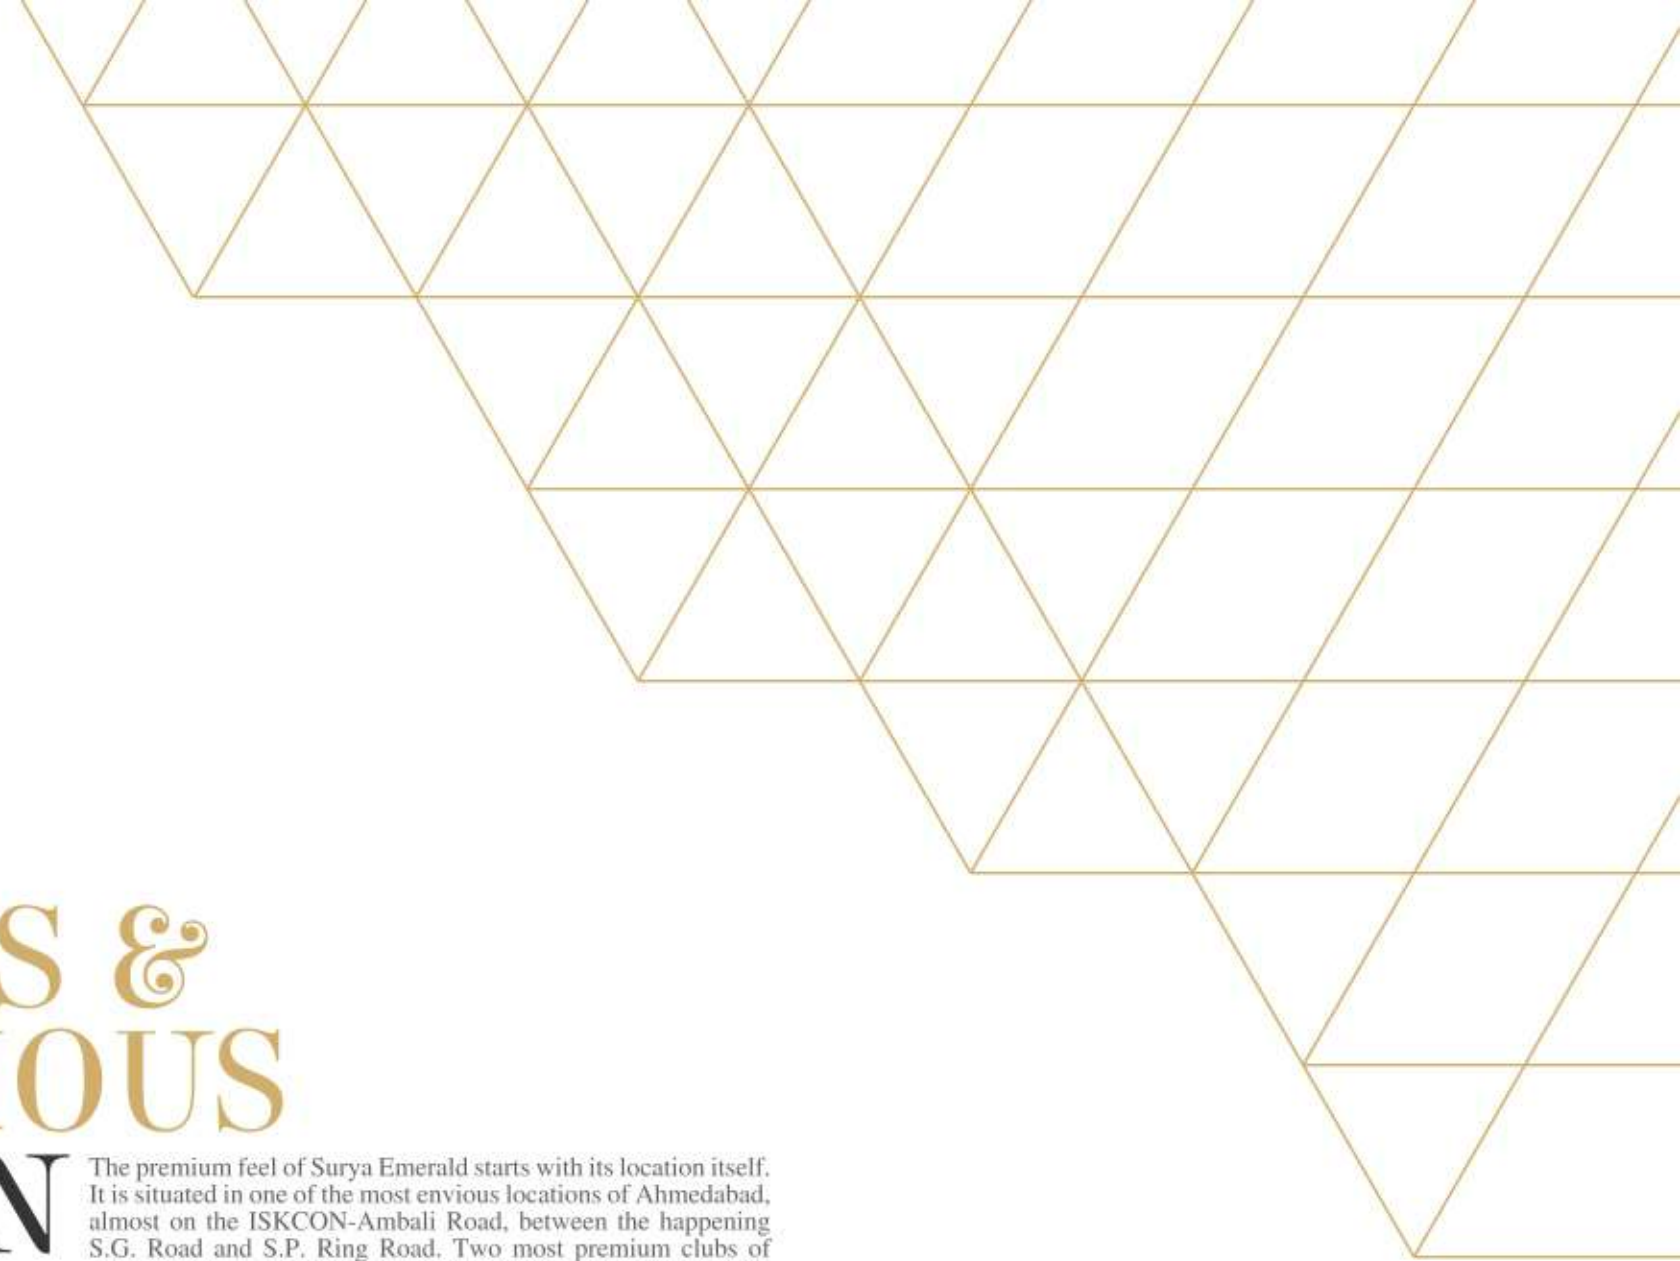 S &
IOUS
N
The premium feel of Surya Emerald starts with its location itself.
It is situated in one of the most envious locations of Ahmedabad,
almost on the ISKCON-Ambali Road, between the happening
S.G. Road and S.P. Ring Road. Two most premium clubs of